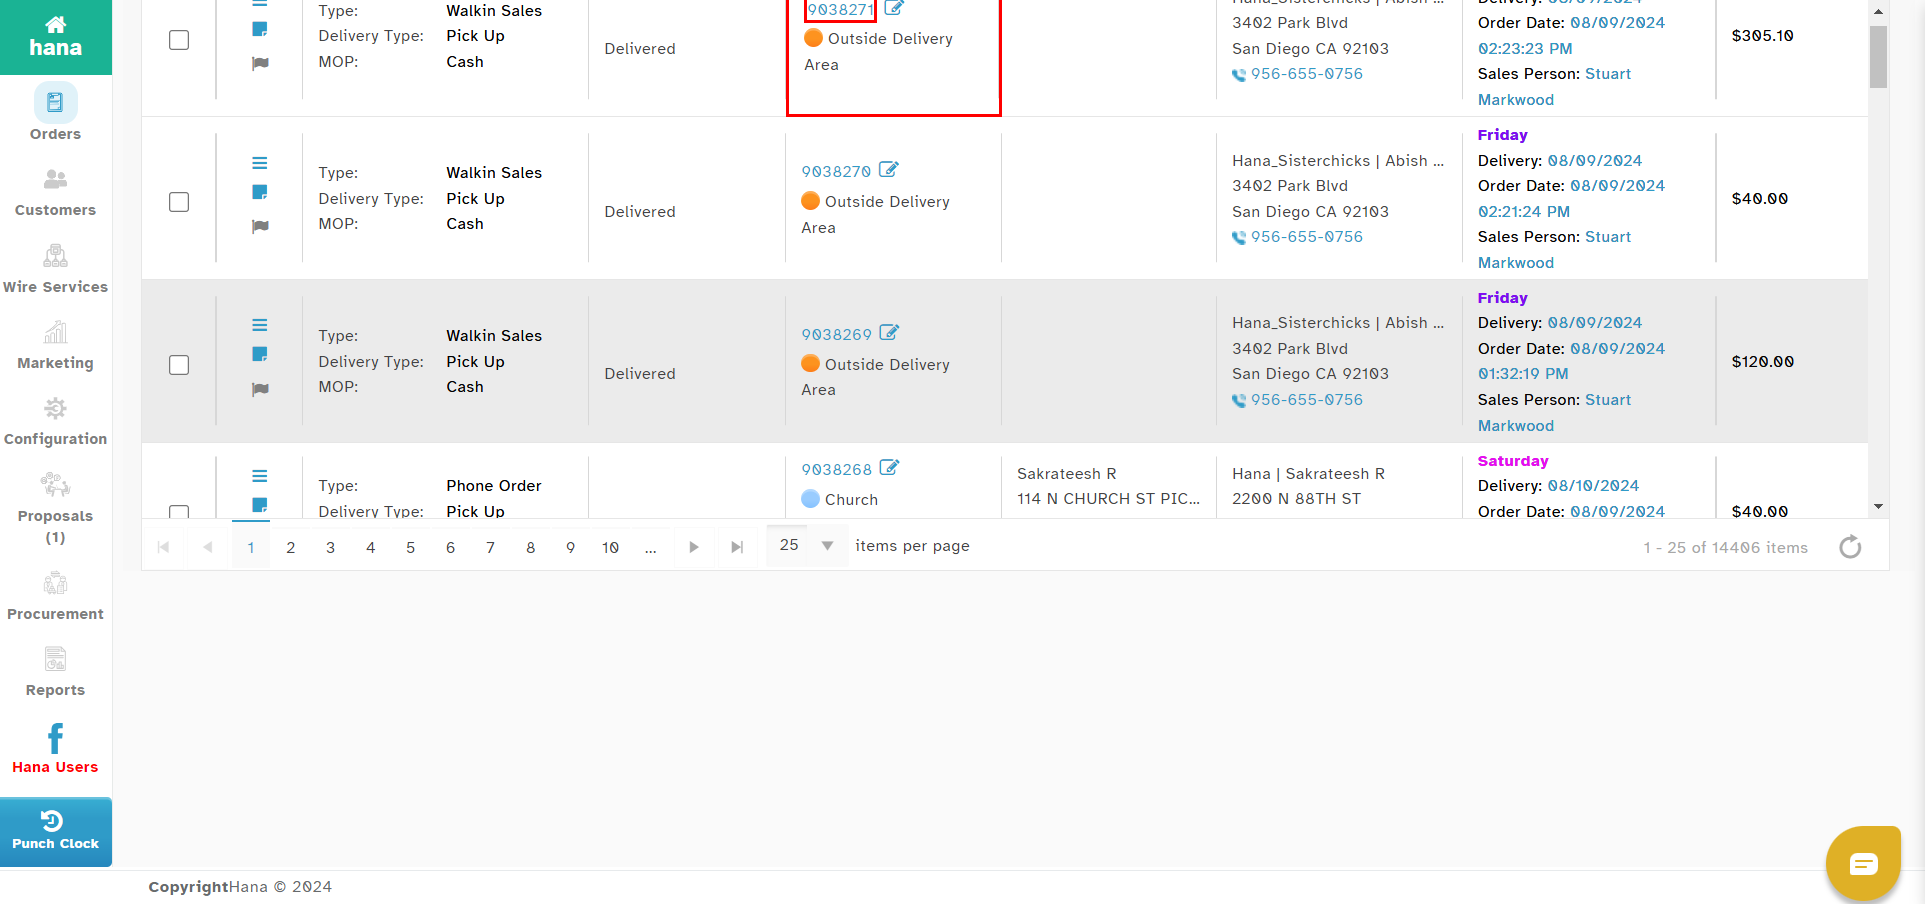 hana
Orders
Customers
Wire Services
Marketing
Configuration
Proposals
(1)
Procurement
Reports
Hana Users
Punch Clock
Type: Walkin Sales
Delivery Type: Pick Up
MOP: Cash
Delivered
9038271
Outside Delivery
Area
Hana_Sisterchicks | Abish ...
3402 Park Blvd
San Diego CA 92103
956-655-0756
Delivery: 08/09/2024
Order Date: 08/09/2024
02:23:23 PM
Sales Person: Stuart
Markwood
$305.10
Type: Walkin Sales
Delivery Type: Pick Up
MOP: Cash
Delivered
9038270
Outside Delivery
Area
Hana_Sisterchicks | Abish ...
3402 Park Blvd
San Diego CA 92103
956-655-0756
Friday
Delivery: 08/09/2024
Order Date: 08/09/2024
02:21:24 PM
Sales Person: Stuart
Markwood
$40.00
Type: Walkin Sales
Delivery Type: Pick Up
MOP: Cash
Delivered
9038269
Outside Delivery
Area
Hana_Sisterchicks | Abish ...
3402 Park Blvd
San Diego CA 92103
956-655-0756
Friday
Delivery: 08/09/2024
Order Date: 08/09/2024
01:32:19 PM
Sales Person: Stuart
Markwood
$120.00
Type: Phone Order
Delivery Type: Pick Up
9038268
Church
Sakrateesh R
114 N CHURCH ST PIC...
Hana | Sakrateesh R
2200 N 88TH ST
Saturday
Delivery: 08/10/2024
Order Date: 08/09/2024
$40.00
1 2 3 4 5 6 7 8 9 10 ... 25 items per page
1 - 25 of 14406 items
CopyrightHana © 2024